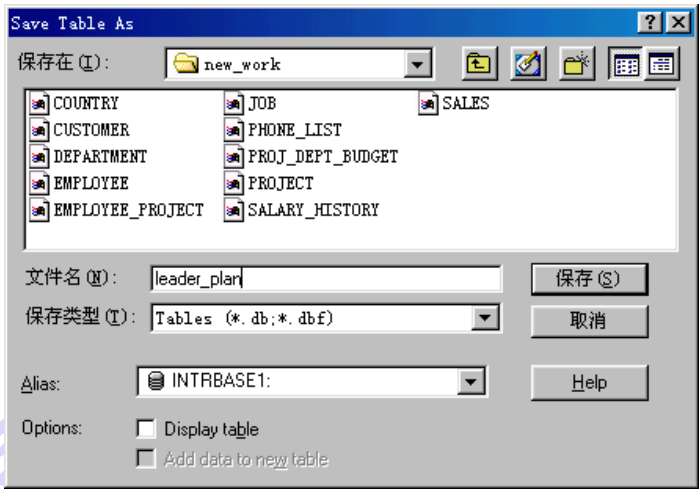 Save Table As
保存在(I): new_work
COUNTRY JOB SALES
CUSTOMER PHONE_LIST
DEPARTMENT PROJ_DEPT_BUDGET
EMPLOYEE PROJECT
EMPLOYEE_PROJECT SALARY_HISTORY
文件名(N): leader_plan 保存(S)
保存类型(T): Tables (*.db;*.dbf) 取消
Alias: INTRBASE1: Help
Options: Display table
Add data to new table